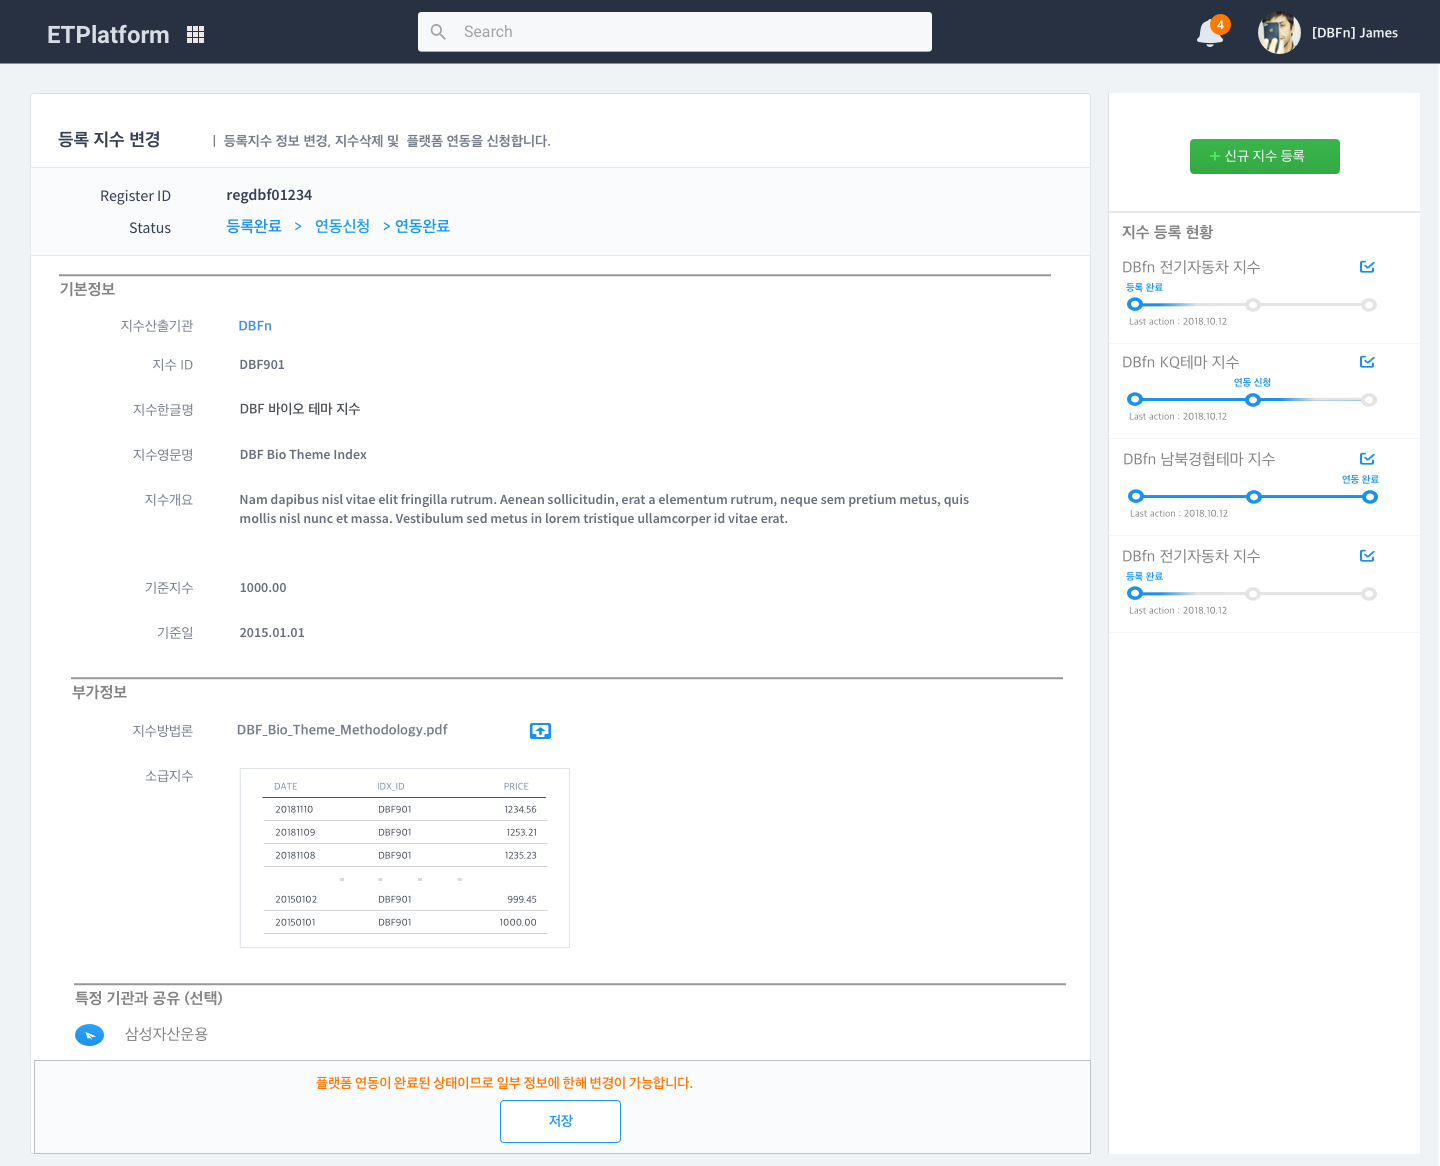 ETPlatform
Search
4
[DBFn] James
등록 지수 변경
| 등록지수 정보 변경, 지수삭제 및 플랫폼 연동을 신청합니다.
Register ID
regdbf01234
Status
등록완료 > 연동신청 > 연동완료
기본정보
지수산출기관
DBFn
지수 ID
DBF901
지수한글명
DBF 바이오 테마 지수
지수영문명
DBF Bio Theme Index
지수개요
Nam dapibus nisl vitae elit fringilla rutrum. Aenean sollicitudin, erat a elementum rutrum, neque sem pretium metus, quis
mollis nisl nunc et massa. Vestibulum sed metus in lorem tristique ullamcorper id vitae erat.
기준지수
1000.00
기준일
2015.01.01
부가정보
지수방법론
DBF_Bio_Theme_Methodology.pdf
소급지수
DATE IDX_ID PRICE
20181110 DBF901 1234.56
20181109 DBF901 1253.21
20181108 DBF901 1235.23
20150102 DBF901 999.45
20150101 DBF901 1000.00
특정 기관과 공유 (선택)
삼성자산운용
플랫폼 연동이 완료된 상태이므로 일부 정보에 한해 변경이 가능합니다.
저장
+ 신규 지수 등록
지수 등록 현황
DBfn 전기자동차 지수
등록 완료
Last action : 2018.10.12
DBfn KQ테마 지수
연동 신청
Last action : 2018.10.12
DBfn 남북경협테마 지수
연동 완료
Last action : 2018.10.12
DBfn 전기자동차 지수
등록 완료
Last action : 2018.10.12